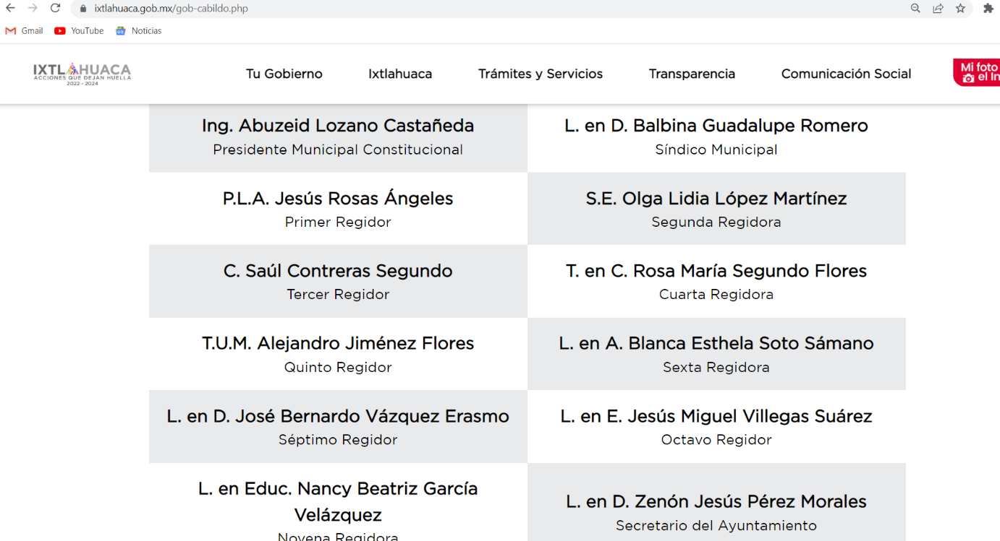 ixtlahuaca.gob.mx/gob-cabildo.php
Gmail YouTube Noticias
IXTLAHUACA
ACCIONES QUE DEJAN HUELLA
2022 - 2024
Tu Gobierno Ixtlahuaca Trámites y Servicios Transparencia Comunicación Social
Mi foto
el In
Ing. Abuzeid Lozano Castañeda
Presidente Municipal Constitucional
L. en D. Balbina Guadalupe Romero
Síndico Municipal
P.L.A. Jesús Rosas Ángeles
Primer Regidor
S.E. Olga Lidia López Martínez
Segunda Regidora
C. Saúl Contreras Segundo
Tercer Regidor
T. en C. Rosa María Segundo Flores
Cuarta Regidora
T.U.M. Alejandro Jiménez Flores
Quinto Regidor
L. en A. Blanca Esthela Soto Sámano
Sexta Regidora
L. en D. José Bernardo Vázquez Erasmo
Séptimo Regidor
L. en E. Jesús Miguel Villegas Suárez
Octavo Regidor
L. en Educ. Nancy Beatriz García
Velázquez
Novena Regidora
L. en D. Zenón Jesús Pérez Morales
Secretario del Ayuntamiento